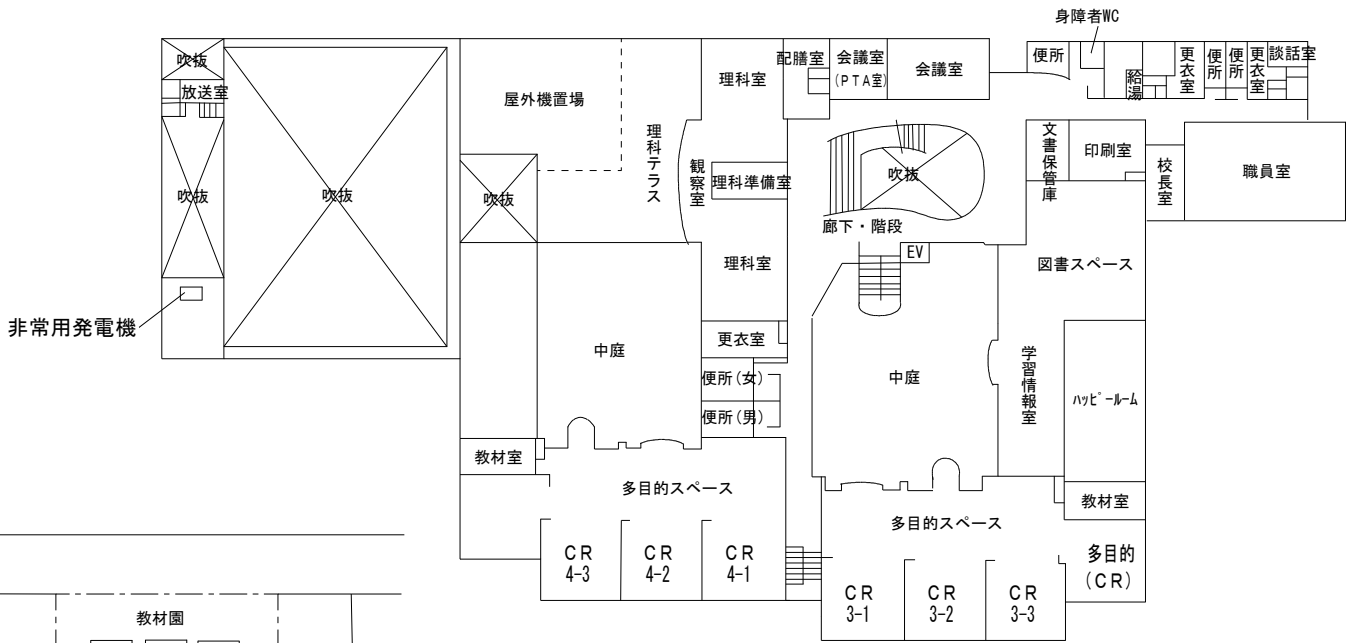 身障者WC
吹抜
放送室
吹抜
吹抜
非常用発電機
屋外機置場
吹抜
理科テラス
観察室
理科室
理科準備室
理科室
配膳室
会議室
(PTA室)
会議室
便所
給湯
更衣室
便所
便所
更衣室
談話室
吹抜
廊下・階段
EV
文書保管庫
印刷室
校長室
職員室
図書スペース
中庭
更衣室
便所(女)
便所(男)
中庭
学習情報室
ハッピールーム
教材室
多目的スペース
CR
4-3
CR
4-2
CR
4-1
教材室
多目的スペース
CR
3-1
CR
3-2
CR
3-3
多目的
(CR)
教材園